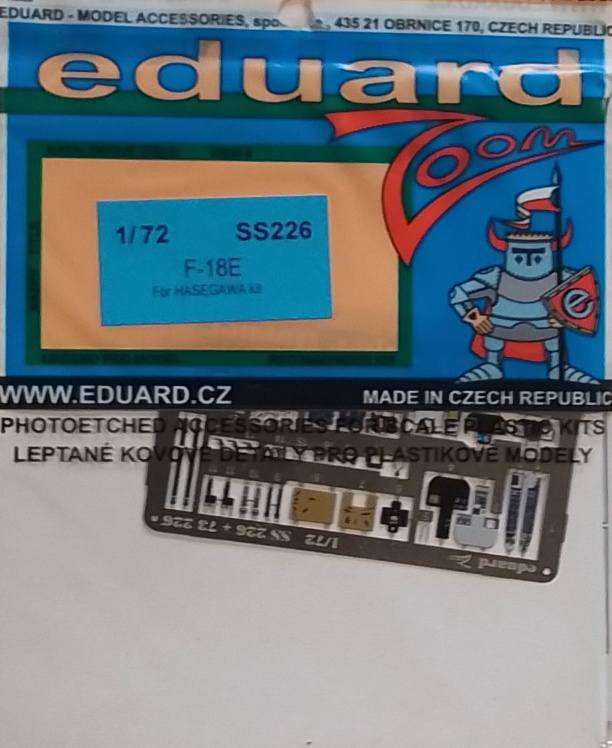 EDUARD - MODEL ACCESSORIES, 435 21 OBRNICE 170, CZECH REPUBLIC
eduard
Zoom
1/72 SS226
F-18E
For HASEGAWA kit
e
WWW.EDUARD.CZ MADE IN CZECH REPUBLIC
PHOTOETCHED ACCESSORIES FOR SCALE PLASTIC KITS
LEPTANÉ KOVOVÉ DETAILY PRO PLASTIKOVÉ MODELY
eduard
1/72 SS 226 + 73 226